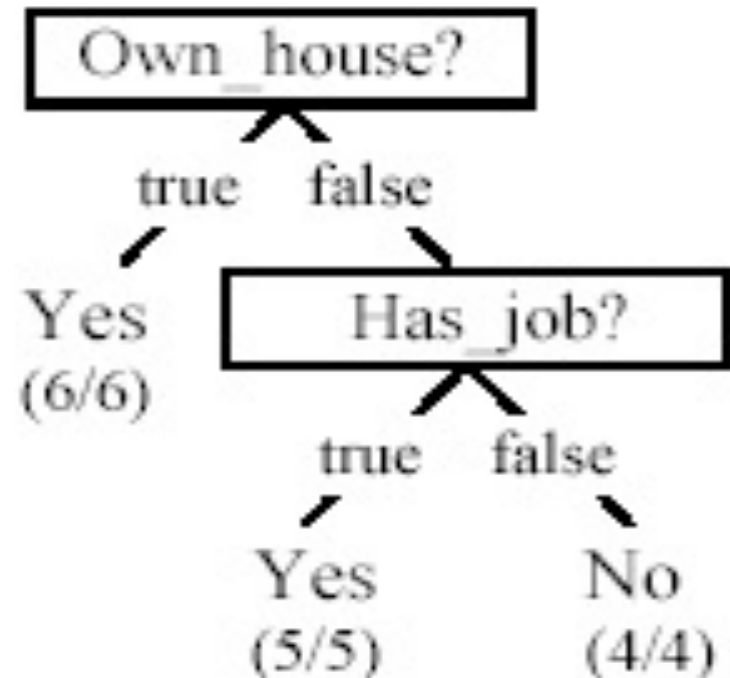 Own_house?
true false
Yes
(6/6)
Has_job?
true false
Yes No
(5/5) (4/4)